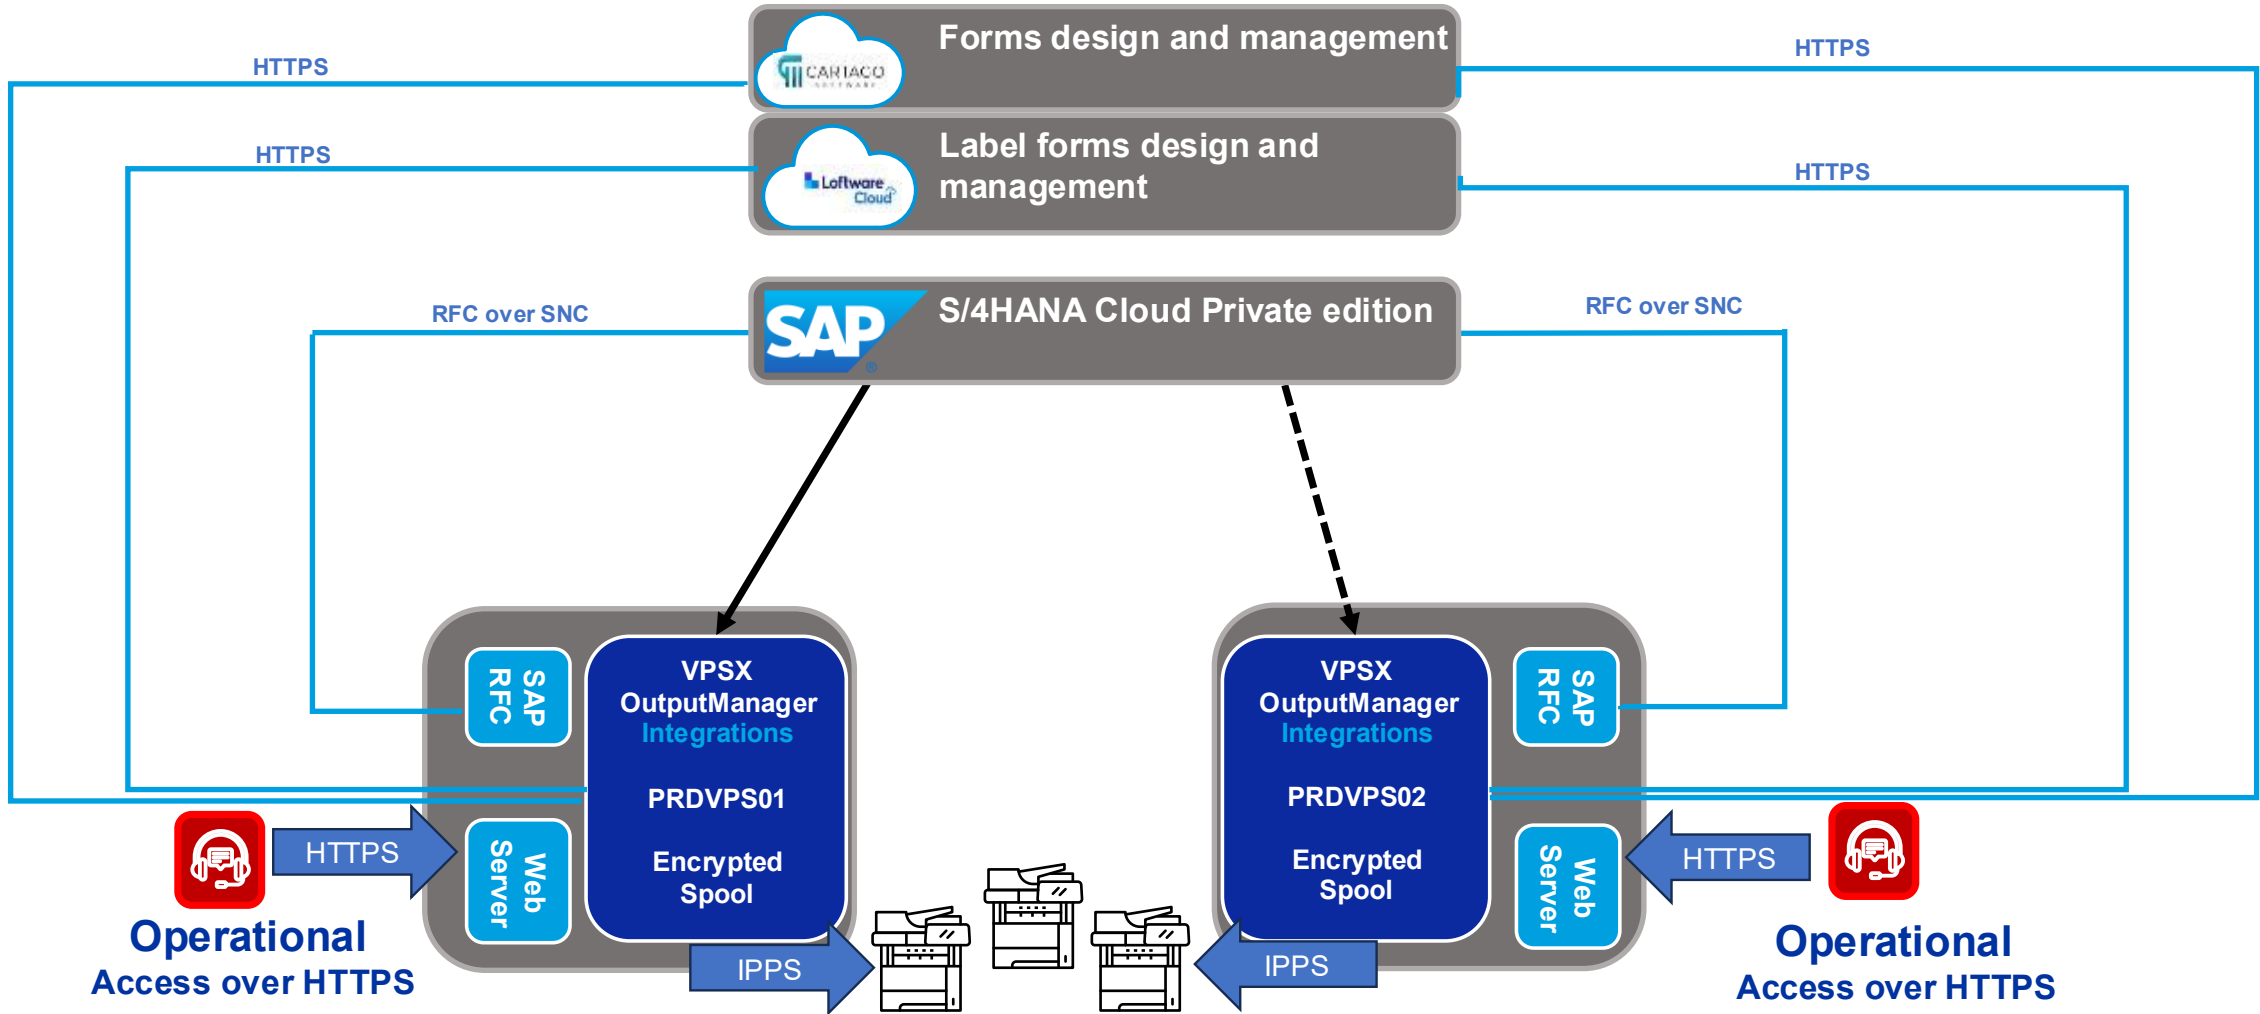 Forms design and management
CARTACO
SOFTWARE
HTTPS
HTTPS
Label forms design and
management
Loftware
Cloud
HTTPS
HTTPS
S/4HANA Cloud Private edition
SAP
®
RFC over SNC
RFC over SNC
SAP
RFC
VPSX
OutputManager
Integrations
PRDVPS01
Encrypted
Spool
Web
Server
HTTPS
Operational
Access over HTTPS
IPPS
VPSX
OutputManager
Integrations
PRDVPS02
Encrypted
Spool
SAP
RFC
Web
Server
HTTPS
Operational
Access over HTTPS
IPPS